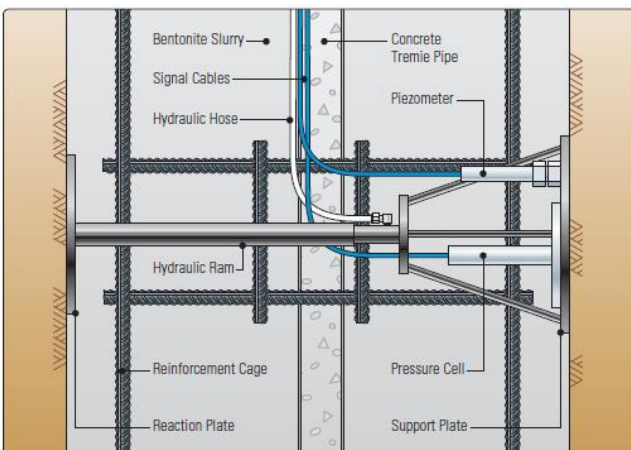 Bentonite Slurry
Concrete
Tremie Pipe
Signal Cables
Piezometer
Hydraulic Hose
Hydraulic Ram
Reinforcement Cage
Pressure Cell
Reaction Plate
Support Plate